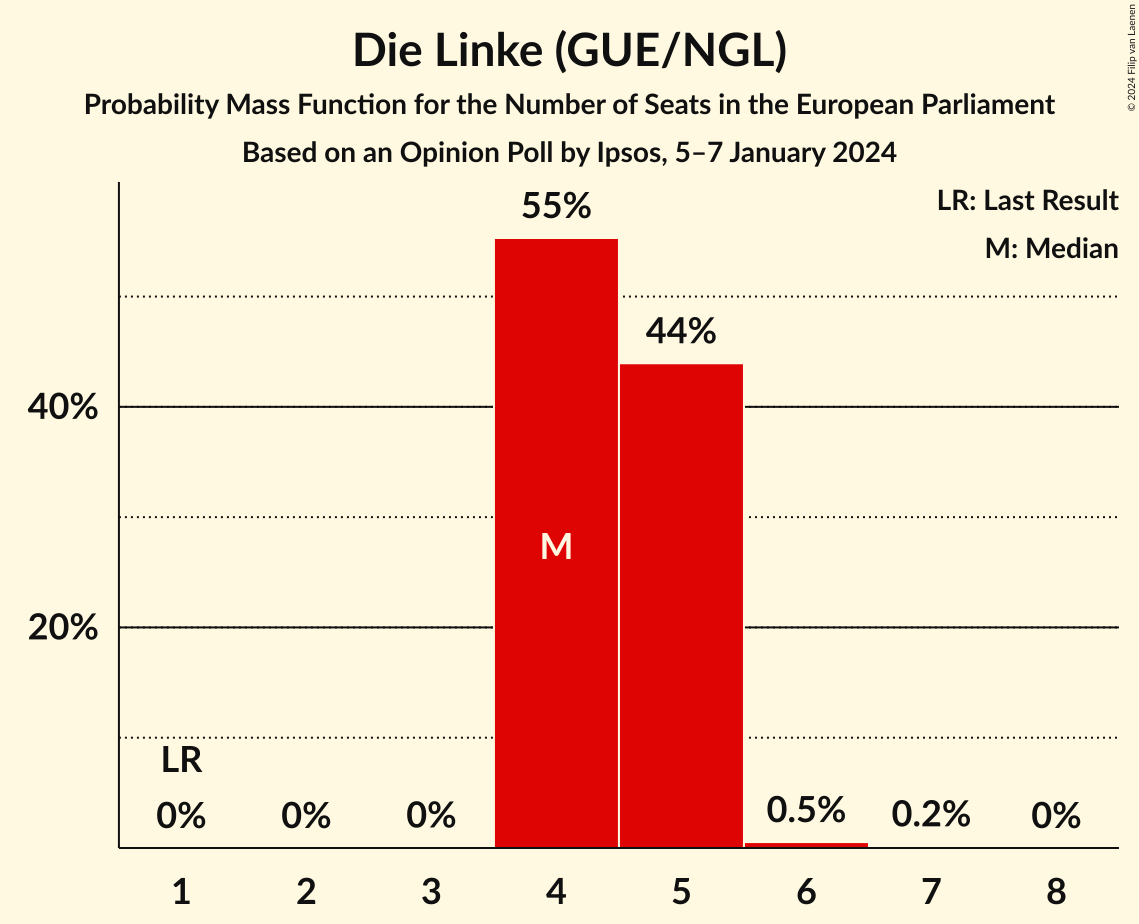 Die Linke (GUE/NGL)
Probability Mass Function for the Number of Seats in the European Parliament
Based on an Opinion Poll by Ipsos, 5–7 January 2024
© 2024 Filip van Laenen
LR: Last Result
M: Median
55%
44%
40%
M
20%
LR
0%
0%
0%
0.5%
0.2%
0%
1
2
3
4
5
6
7
8